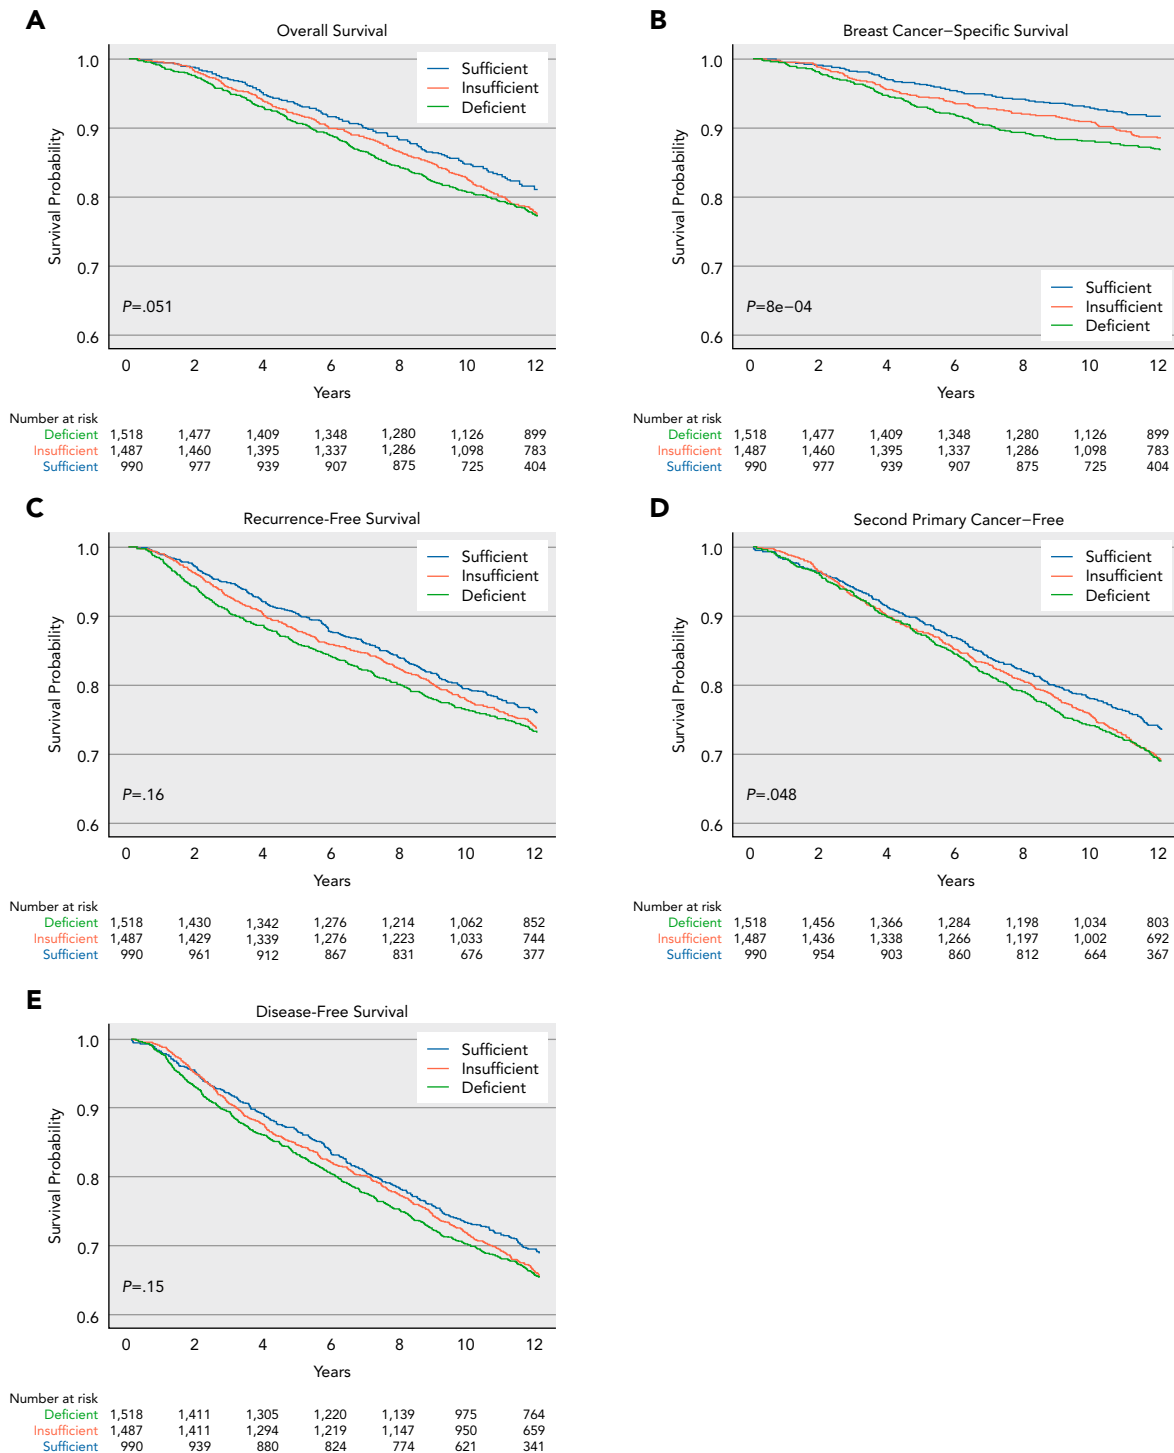 A
Overall Survival
Survival Probability
1.0
0.9
0.8
0.7
0.6
Sufficient
Insufficient
Deficient
P=.051
0 2 4 6 8 10 12
Years
Number at risk
Deficient 1,518 1,477 1,409 1,348 1,280 1,126 899
Insufficient 1,487 1,460 1,395 1,337 1,286 1,098 783
Sufficient 990 977 939 907 875 725 404
B
Breast Cancer−Specific Survival
Survival Probability
1.0
0.9
0.8
0.7
0.6
Sufficient
Insufficient
Deficient
P=8e−04
0 2 4 6 8 10 12
Years
Number at risk
Deficient 1,518 1,477 1,409 1,348 1,280 1,126 899
Insufficient 1,487 1,460 1,395 1,337 1,286 1,098 783
Sufficient 990 977 939 907 875 725 404
C
Recurrence-Free Survival
Survival Probability
1.0
0.9
0.8
0.7
0.6
Sufficient
Insufficient
Deficient
P=.16
0 2 4 6 8 10 12
Years
Number at risk
Deficient 1,518 1,430 1,342 1,276 1,214 1,062 852
Insufficient 1,487 1,429 1,339 1,276 1,223 1,033 744
Sufficient 990 961 912 867 831 676 377
D
Second Primary Cancer−Free
Survival Probability
1.0
0.9
0.8
0.7
0.6
Sufficient
Insufficient
Deficient
P=.048
0 2 4 6 8 10 12
Years
Number at risk
Deficient 1,518 1,456 1,366 1,284 1,198 1,034 803
Insufficient 1,487 1,436 1,338 1,266 1,197 1,002 692
Sufficient 990 954 903 860 812 664 367
E
Disease-Free Survival
Survival Probability
1.0
0.9
0.8
0.7
0.6
Sufficient
Insufficient
Deficient
P=.15
0 2 4 6 8 10 12
Years
Number at risk
Deficient 1,518 1,411 1,305 1,220 1,139 975 764
Insufficient 1,487 1,411 1,294 1,219 1,147 950 659
Sufficient 990 939 880 824 774 621 341